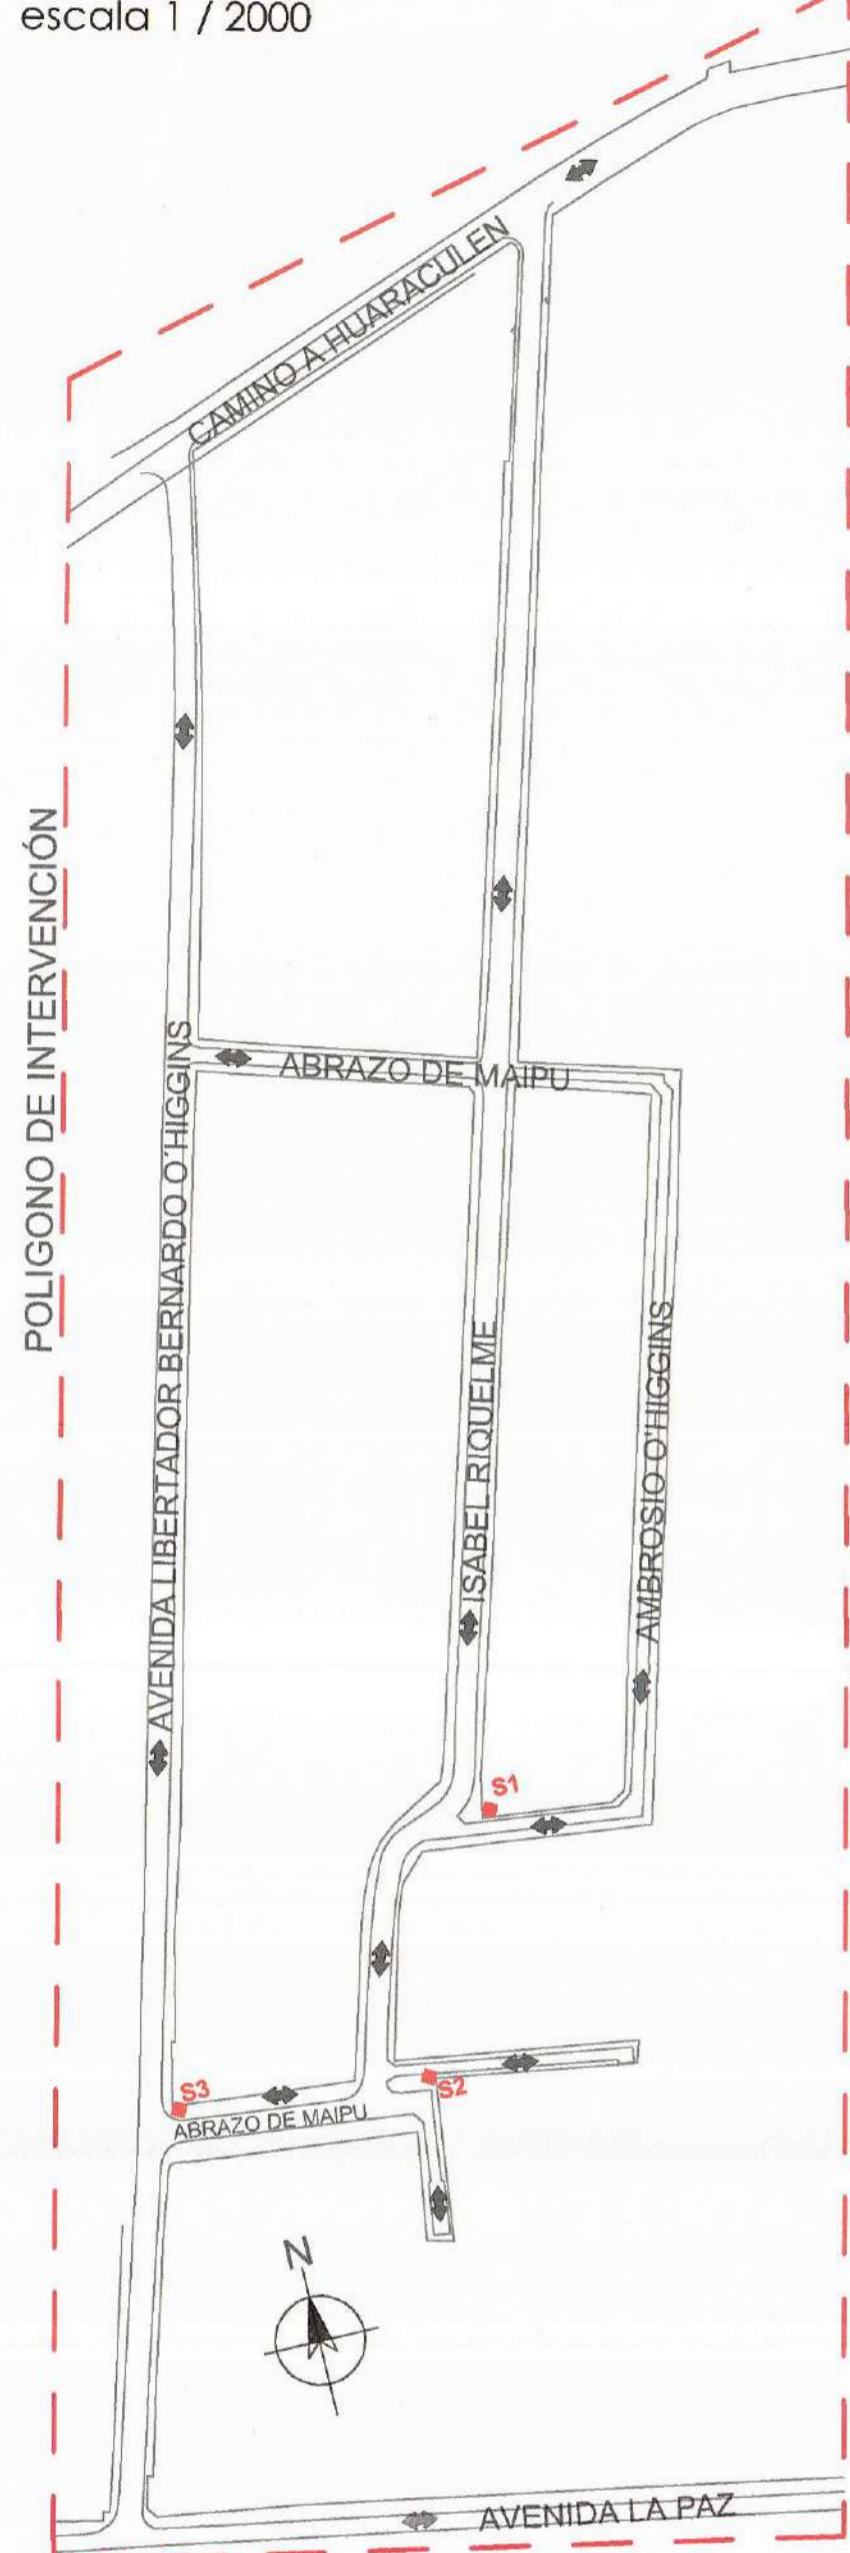 escala 1 / 2000
CAMINO A HUARACULEN
POLIGONO DE INTERVENCIÓN
ABRAZO DE MAIPU
AVENIDA LIBERTADOR BERNARDO O'HIGGINS
ISABEL RIQUELME
AMBROSIO O'HIGGINS
S1
S2
S3
ABRAZO DE MAIPU
N
AVENIDA LA PAZ